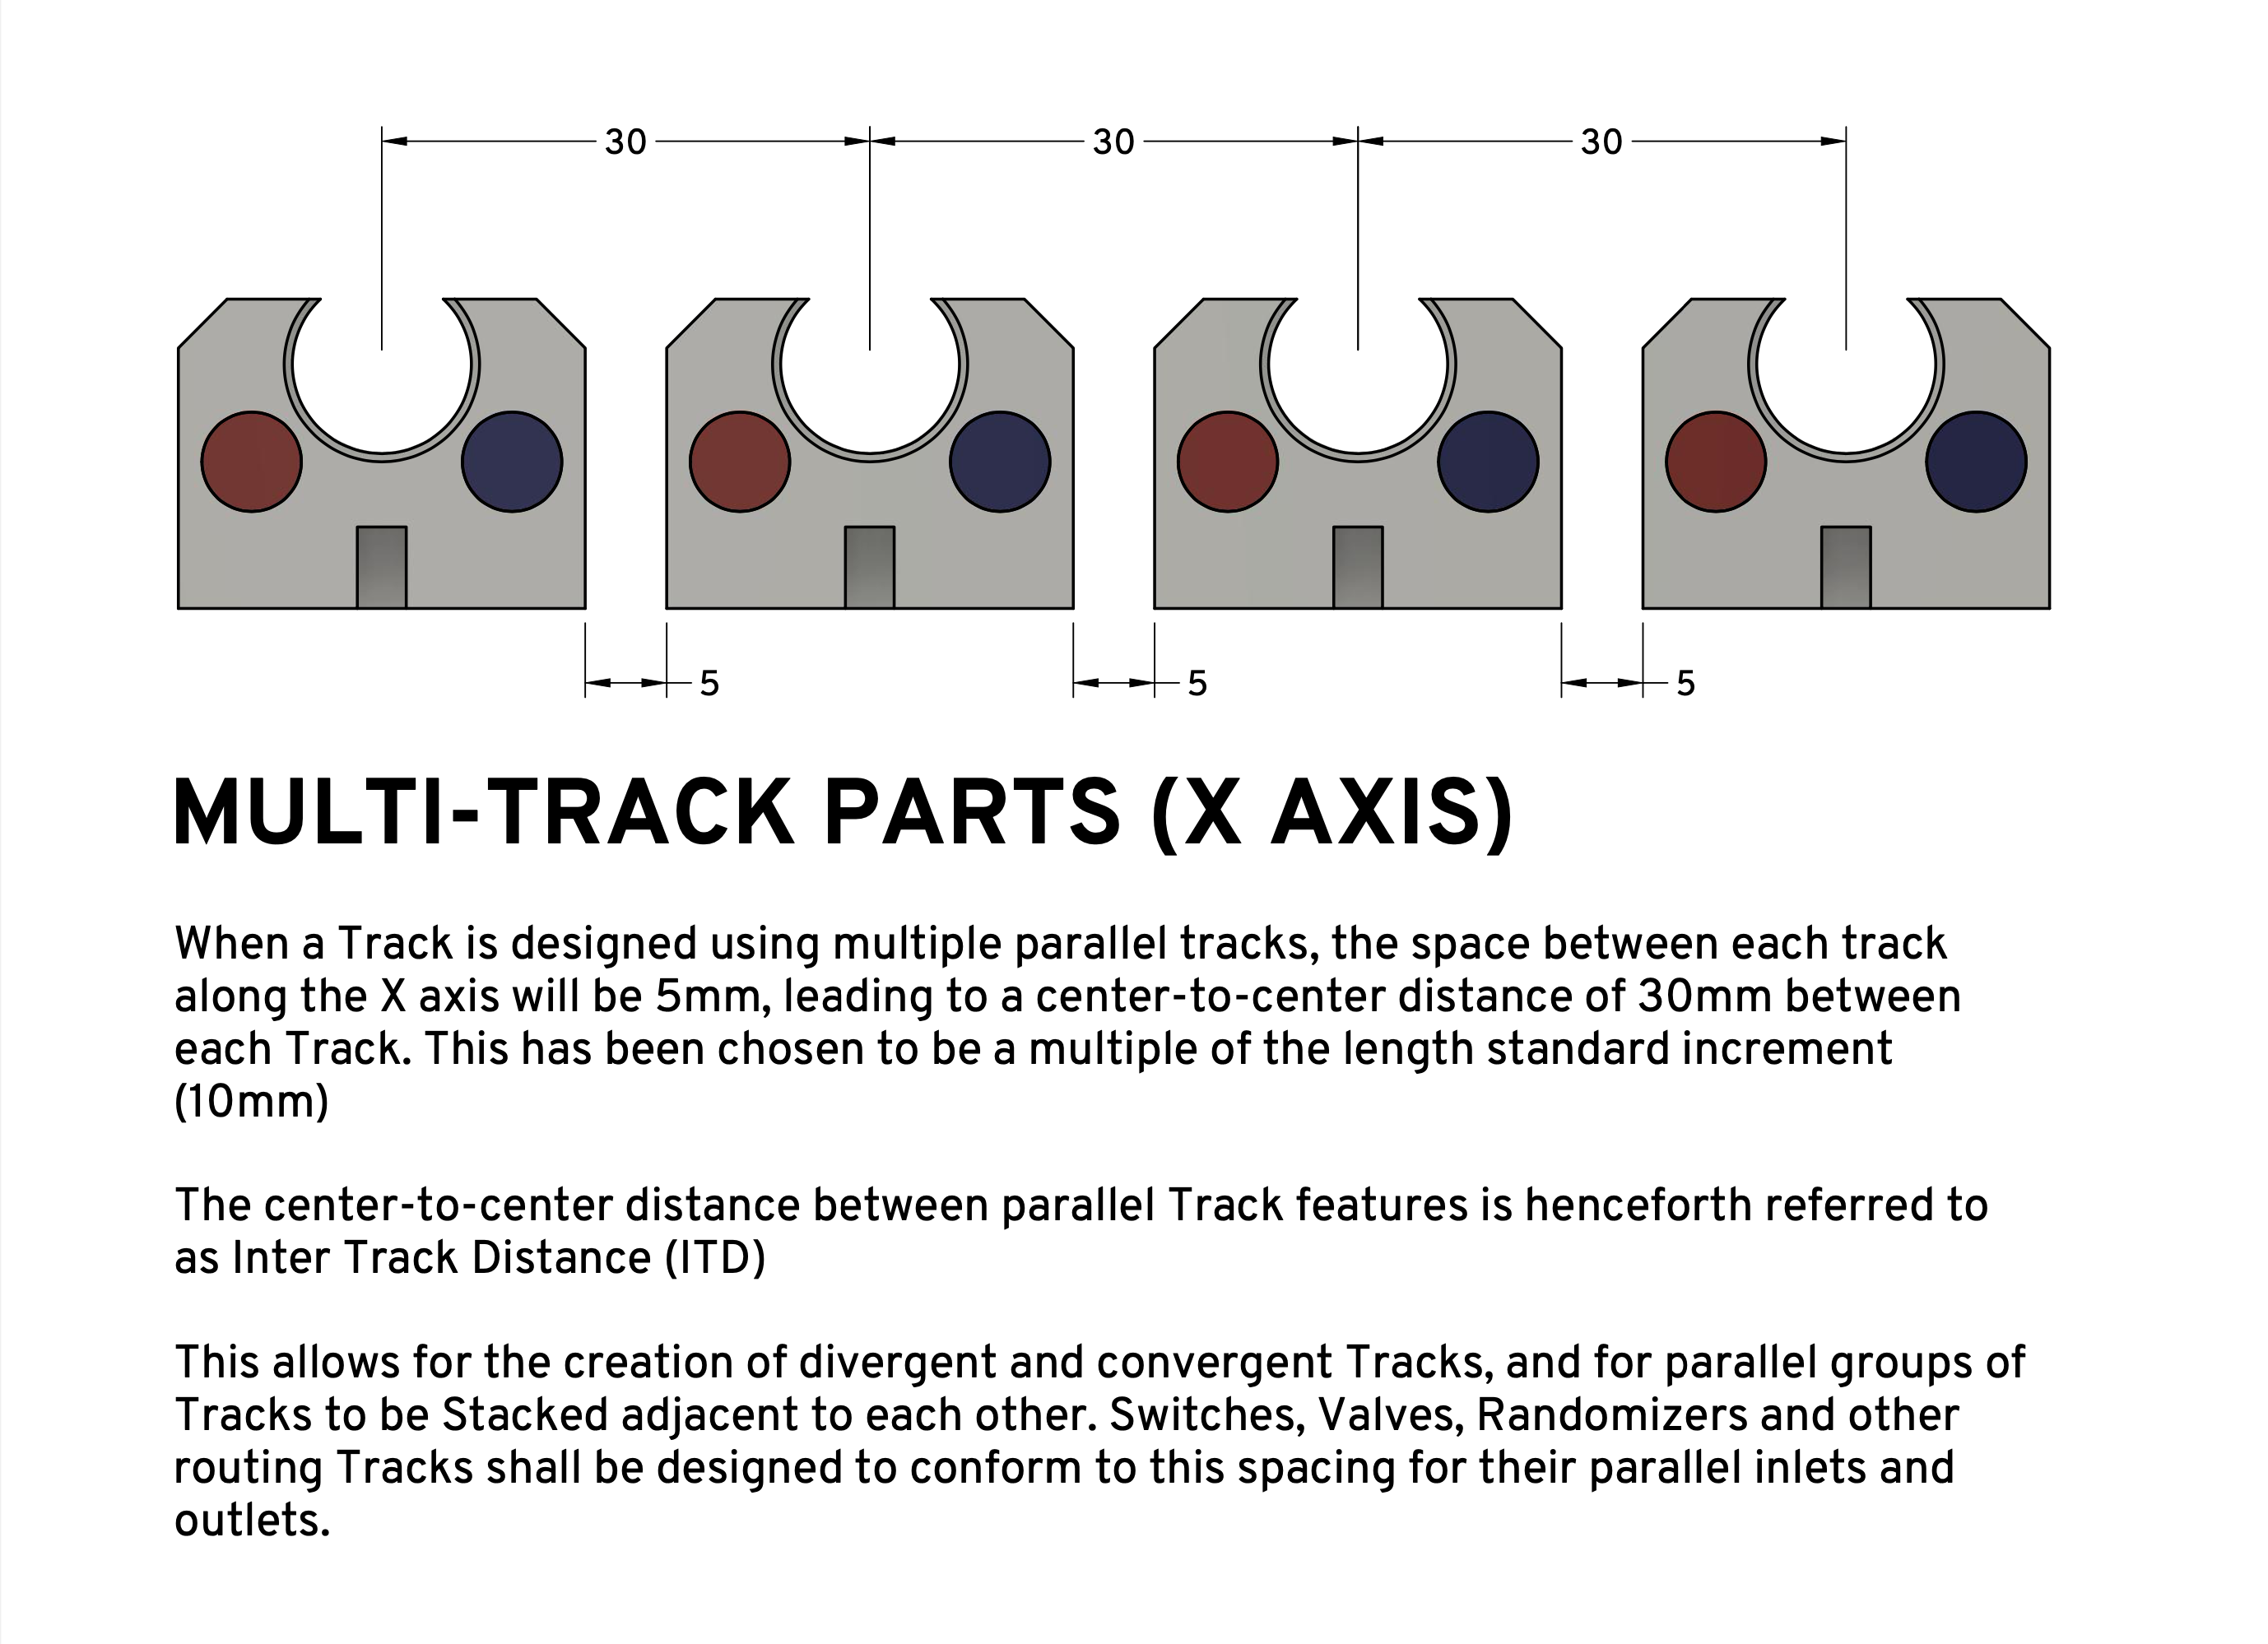 30 30 30
5 5 5
MULTI-TRACK PARTS (X AXIS)
When a Track is designed using multiple parallel tracks, the space between each track
along the X axis will be 5mm, leading to a center-to-center distance of 30mm between
each Track. This has been chosen to be a multiple of the length standard increment
(10mm)
The center-to-center distance between parallel Track features is henceforth referred to
as Inter Track Distance (ITD)
This allows for the creation of divergent and convergent Tracks, and for parallel groups of
Tracks to be Stacked adjacent to each other. Switches, Valves, Randomizers and other
routing Tracks shall be designed to conform to this spacing for their parallel inlets and
outlets.